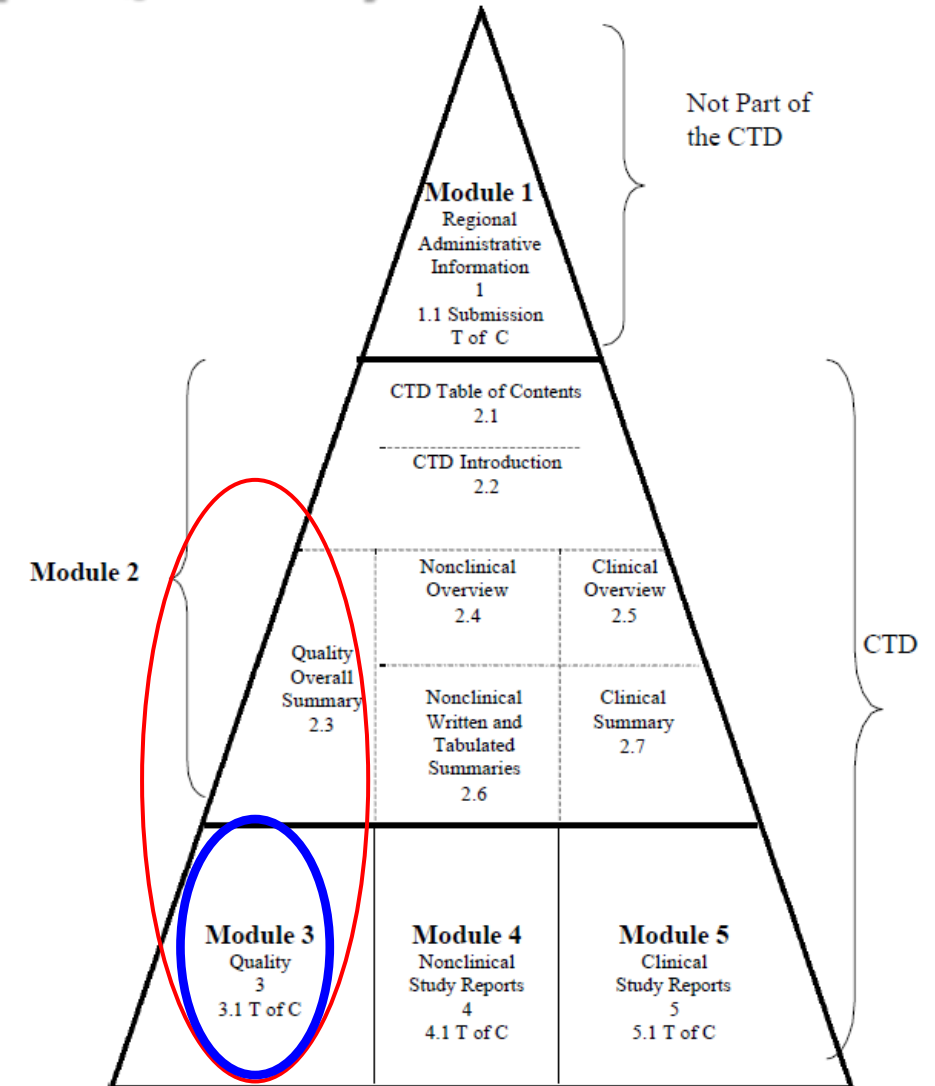 Not Part of
the CTD
Module 1
Regional
Administrative
Information
1
1.1 Submission
T of C
CTD Table of Contents
2.1
CTD Introduction
2.2
Module 2
Nonclinical
Overview
2.4
Clinical
Overview
2.5
Quality
Overall
Summary
2.3
Nonclinical
Written and
Tabulated
Summaries
2.6
Clinical
Summary
2.7
CTD
Module 3
Quality
3
3.1 T of C
Module 4
Nonclinical
Study Reports
4
4.1 T of C
Module 5
Clinical
Study Reports
5
5.1 T of C